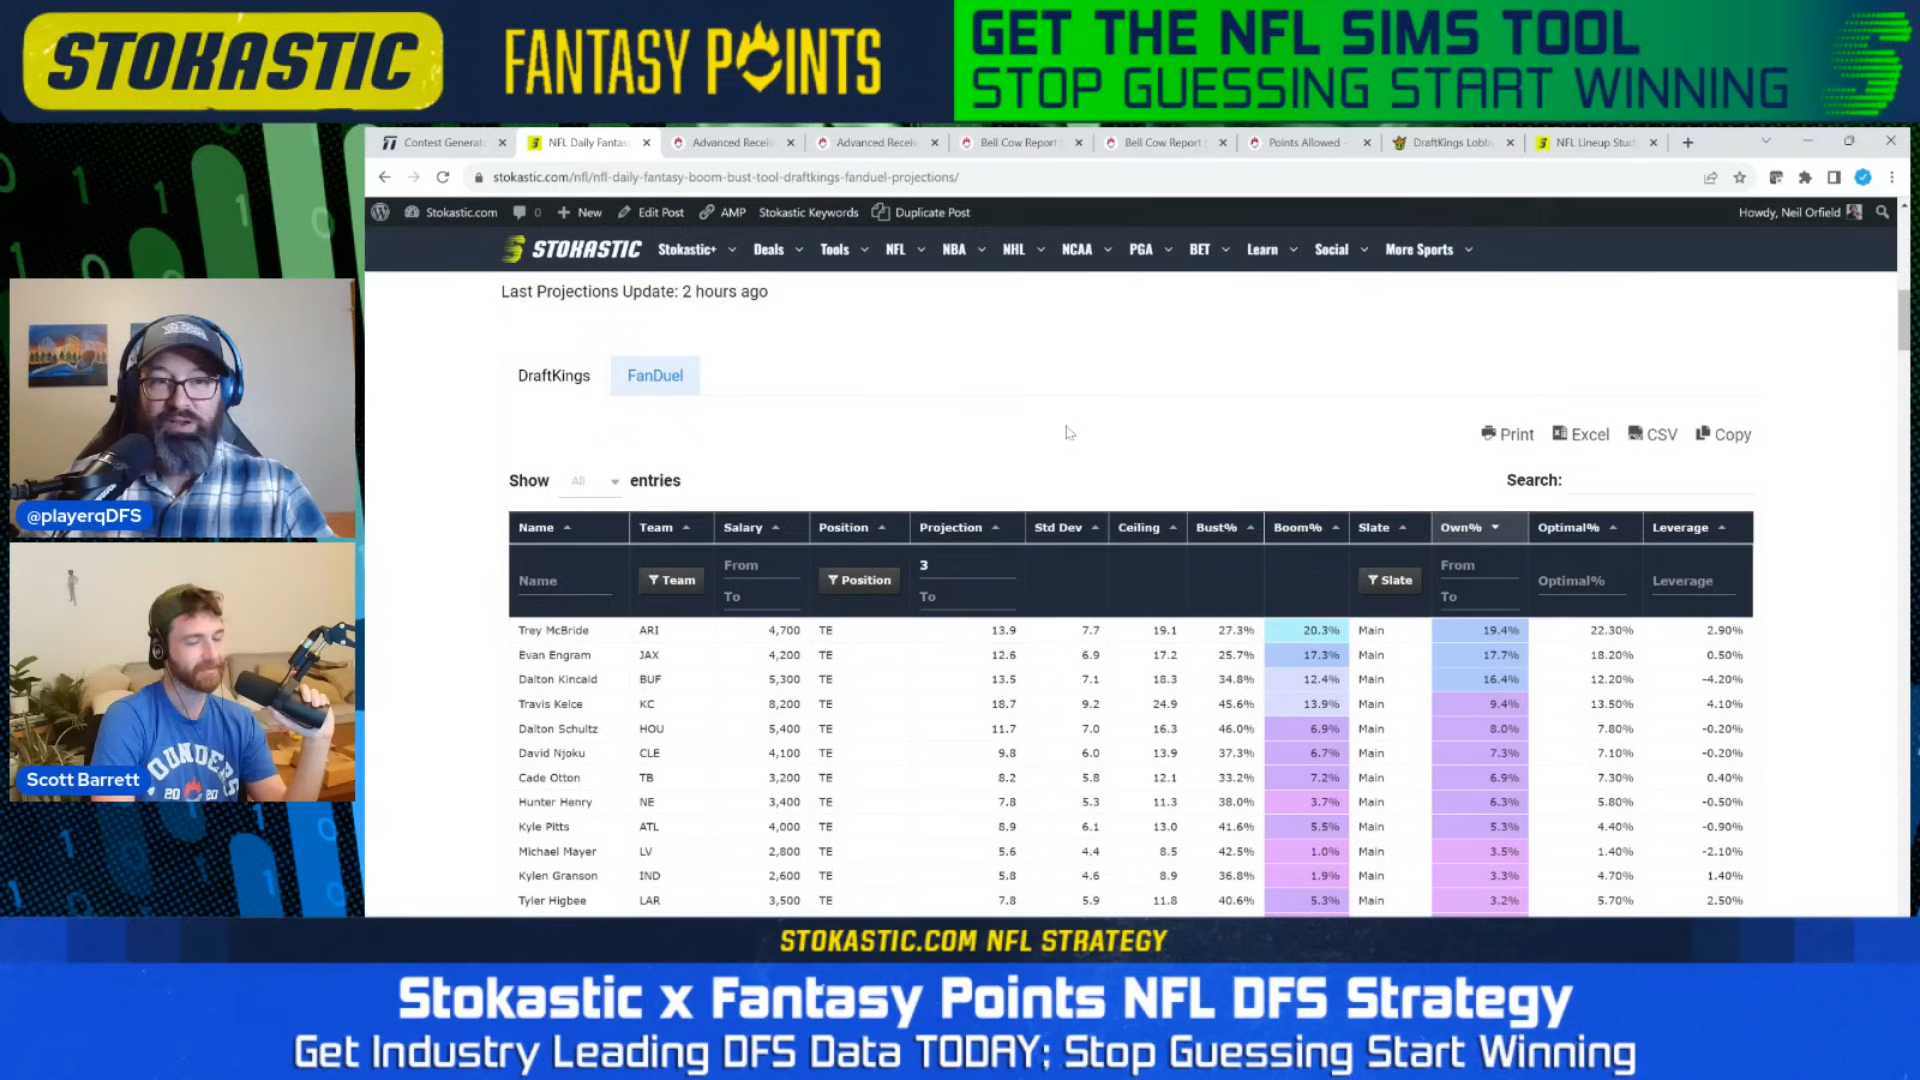 STOKASTIC
FANTASY POINTS
GET THE NFL SIMS TOOL
STOP GUESSING START WINNING
Contest Generat
NFL Daily Fantas
Advanced Recei
Advanced Recei
Bell Cow Report
Bell Cow Report
Points Allowed
DraftKings Lobb
NFL Lineup Stud
stokastic.com/nfl/nfl-daily-fantasy-boom-bust-tool-draftkings-fanduel-projections/
Stokastic.com 0 New Edit Post AMP Stokastic Keywords Duplicate Post Howdy, Neil Orfield
STOKASTIC Stokastic+ Deals Tools NFL NBA NHL NCAA PGA BET Learn Social More Sports
Last Projections Update: 2 hours ago
DraftKings FanDuel
Print Excel CSV Copy
Show All entries Search:
Name Team Salary Position Projection Std Dev Ceiling Bust% Boom% Slate Own% Optimal% Leverage
From 3 From
Name Team Position Slate Optimal% Leverage
To To To
Trey McBride ARI 4,700 TE 13.9 7.7 19.1 27.3% 20.3% Main 19.4% 22.30% 2.90%
Evan Engram JAX 4,200 TE 12.6 6.9 17.2 25.7% 17.3% Main 17.7% 18.20% 0.50%
Dalton Kincaid BUF 5,300 TE 13.5 7.1 18.3 34.8% 12.4% Main 16.4% 12.20% -4.20%
Travis Kelce KC 8,200 TE 18.7 9.2 24.9 45.6% 13.9% Main 9.4% 13.50% 4.10%
Dalton Schultz HOU 5,400 TE 11.7 7.0 16.3 46.0% 6.9% Main 8.0% 7.80% -0.20%
David Njoku CLE 4,100 TE 9.8 6.0 13.9 37.3% 6.7% Main 7.3% 7.10% -0.20%
Cade Otton TB 3,200 TE 8.2 5.8 12.1 33.2% 7.2% Main 6.9% 7.30% 0.40%
Hunter Henry NE 3,400 TE 7.8 5.3 11.3 38.0% 3.7% Main 6.3% 5.80% -0.50%
Kyle Pitts ATL 4,000 TE 8.9 6.1 13.0 41.6% 5.5% Main 5.3% 4.40% -0.90%
Michael Mayer LV 2,800 TE 5.6 4.4 8.5 42.5% 1.0% Main 3.5% 1.40% -2.10%
Kylen Granson IND 2,600 TE 5.8 4.6 8.9 36.8% 1.9% Main 3.3% 4.70% 1.40%
Tyler Higbee LAR 3,500 TE 7.8 5.9 11.8 40.6% 5.3% Main 3.2% 5.70% 2.50%
@playerqDFS
OUNDERS
20 20
Scott Barrett
STOKASTIC.COM NFL STRATEGY
Stokastic x Fantasy Points NFL DFS Strategy
Get Industry Leading DFS Data TODAY; Stop Guessing Start Winning